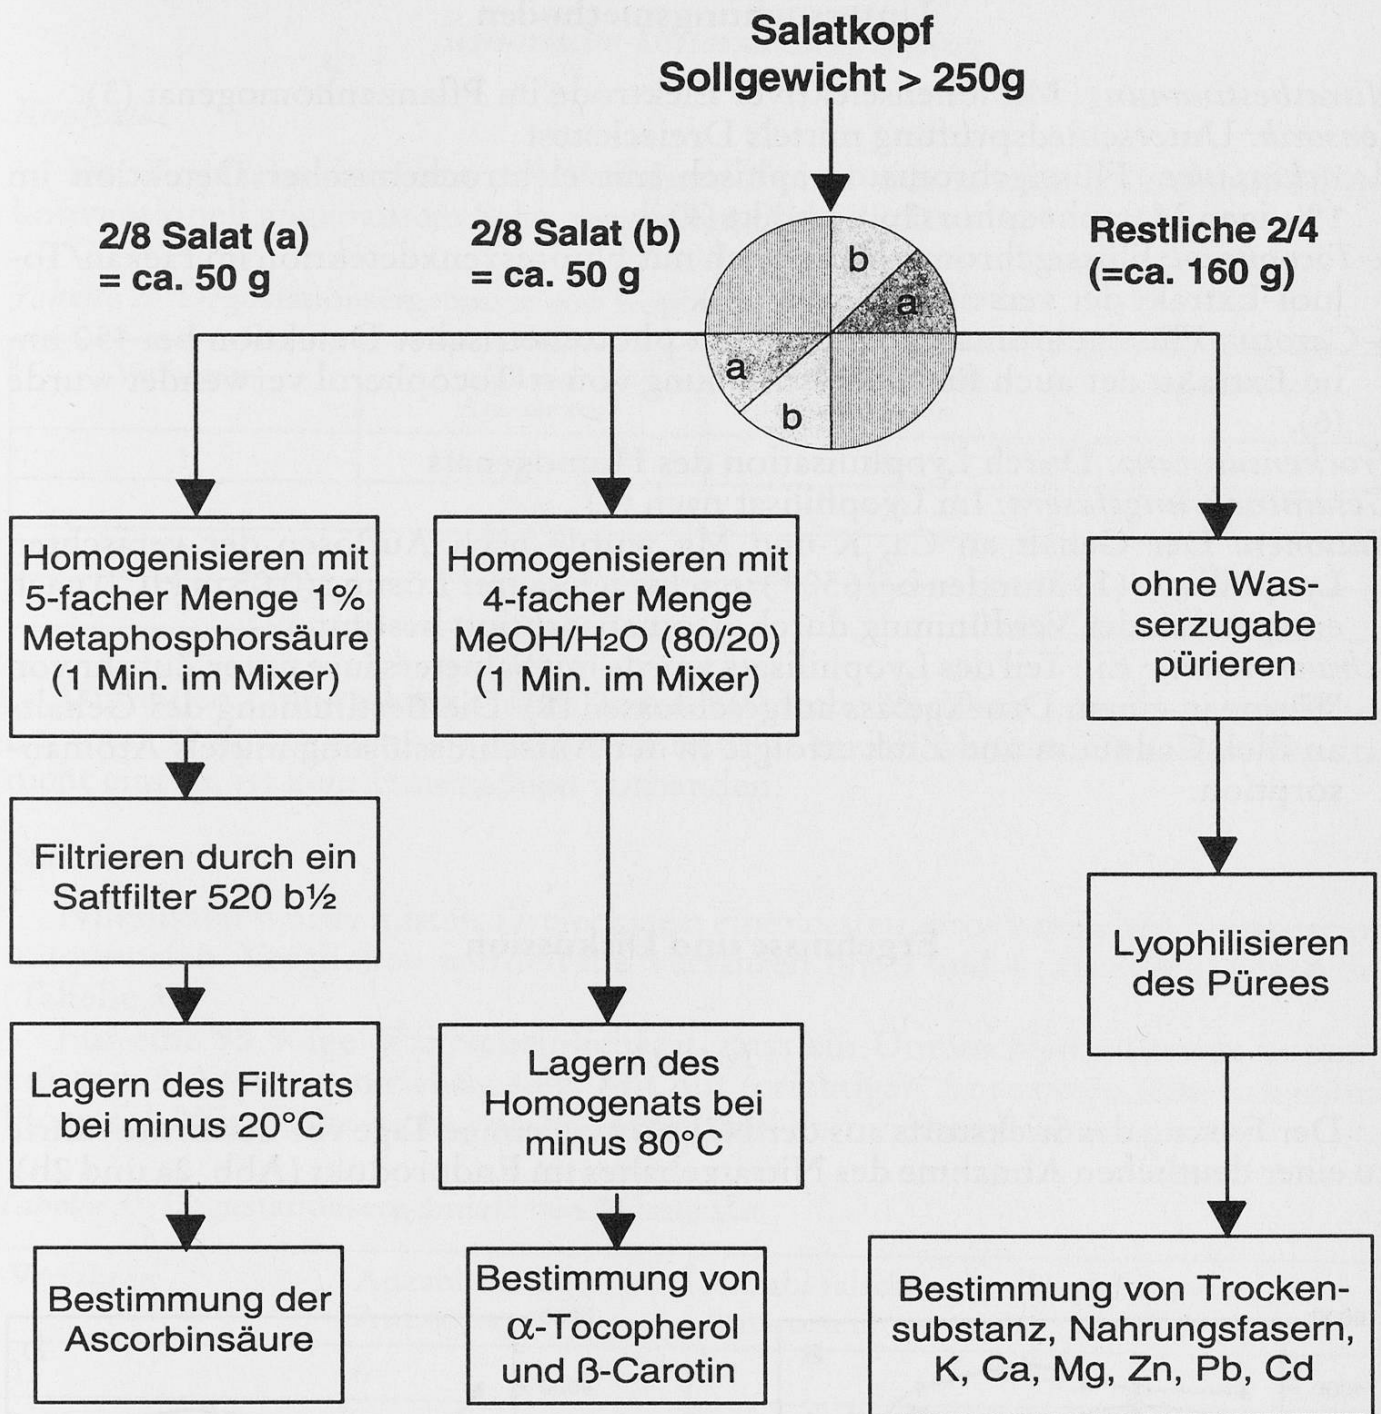 Salatkopf
Sollgewicht > 250g
2/8 Salat (a)
= ca. 50 g
2/8 Salat (b)
= ca. 50 g
Restliche 2/4
(=ca. 160 g)
b
a
a
b
Homogenisieren mit
5-facher Menge 1%
Metaphosphorsäure
(1 Min. im Mixer)
Homogenisieren mit
4-facher Menge
MeOH/H2O (80/20)
(1 Min. im Mixer)
ohne Was-
serzugabe
pürieren
Filtrieren durch ein
Saftfilter 520 b½
Lyophilisieren
des Pürees
Lagern des Filtrats
bei minus 20°C
Lagern des
Homogenats bei
minus 80°C
Bestimmung der
Ascorbinsäure
Bestimmung von
α-Tocopherol
und ß-Carotin
Bestimmung von Trocken-
substanz, Nahrungsfasern,
K, Ca, Mg, Zn, Pb, Cd